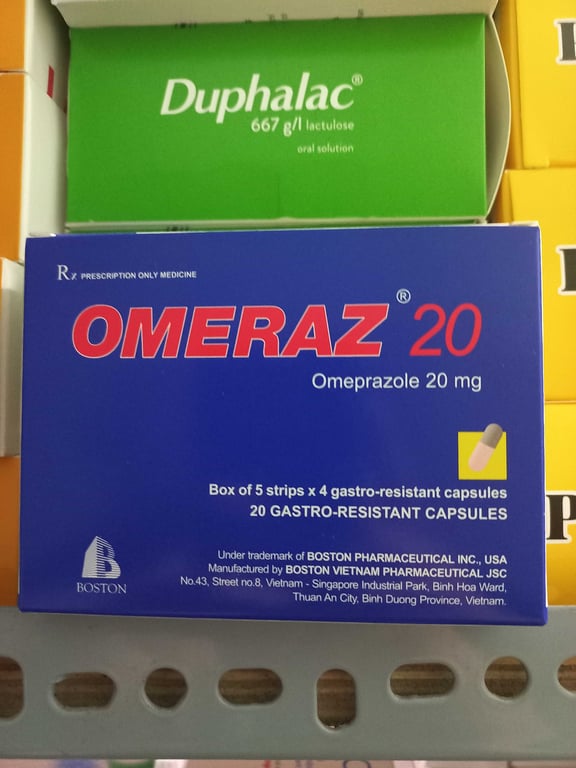 Duphalac®
667 g/l lactulose
oral solution
Rx PRESCRIPTION ONLY MEDICINE
OMERAZ® 20
Omeprazole 20 mg
Box of 5 strips x 4 gastro-resistant capsules
20 GASTRO-RESISTANT CAPSULES
Under trademark of BOSTON PHARMACEUTICAL INC., USA
Manufactured by BOSTON VIETNAM PHARMACEUTICAL JSC
No.43, Street no.8, Vietnam - Singapore Industrial Park, Binh Hoa Ward,
Thuan An City, Binh Duong Province, Vietnam.
BOSTON